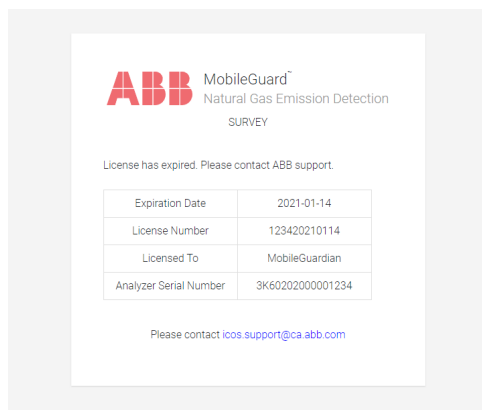 ABB
MobileGuard™
Natural Gas Emission Detection
SURVEY
License has expired. Please contact ABB support.
Expiration Date 2021-01-14
License Number 123420210114
Licensed To MobileGuardian
Analyzer Serial Number 3K60202000001234
Please contact icos.support@ca.abb.com